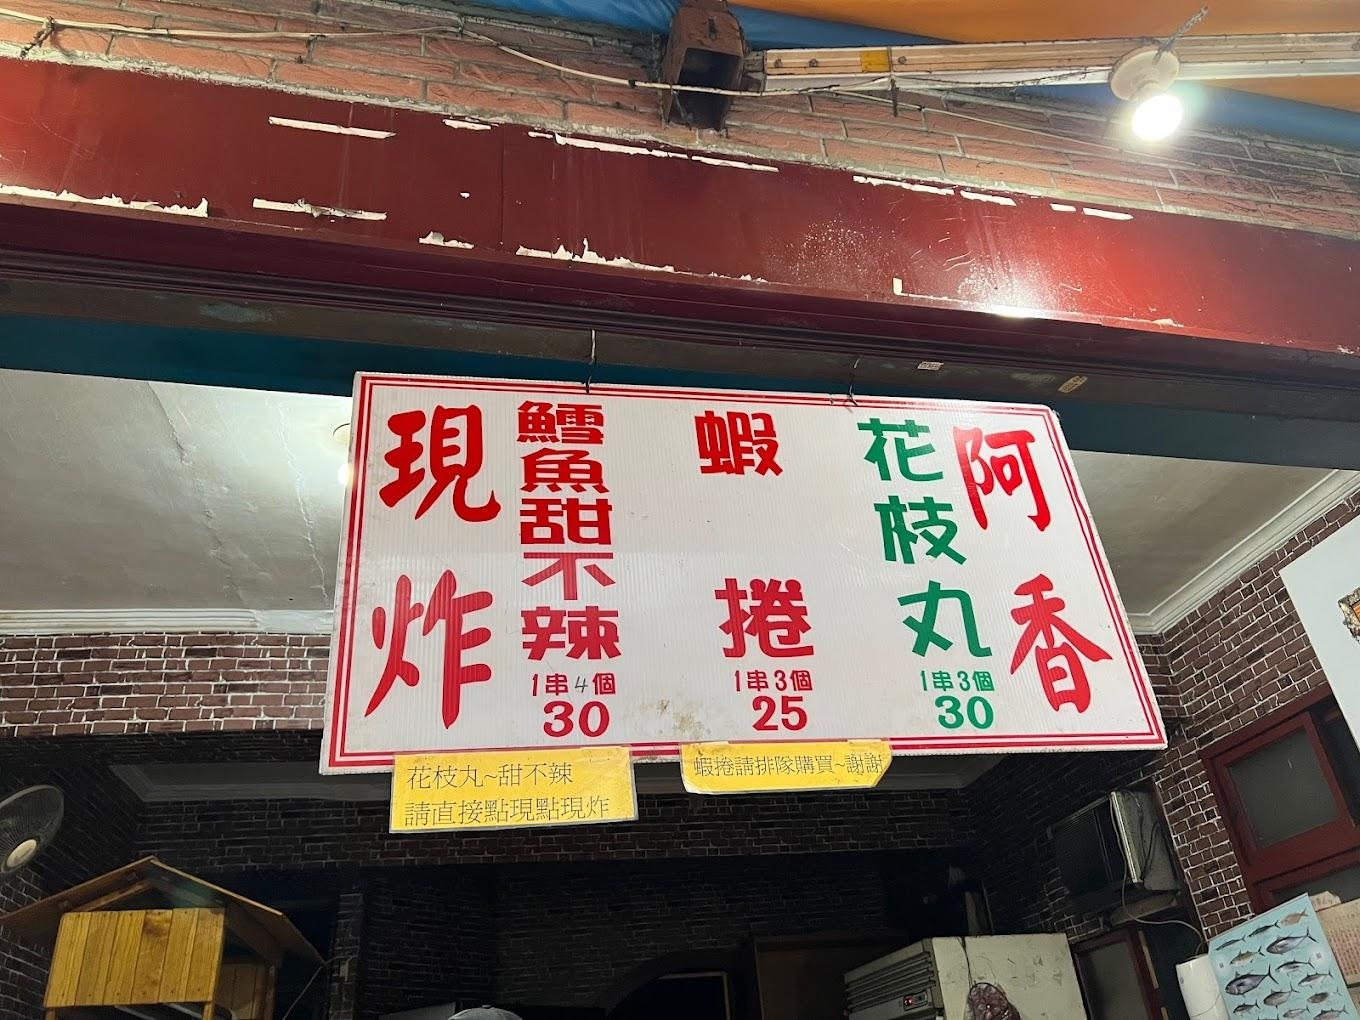 阿香
花枝丸
1串3個
30
蝦捲
1串3個
25
鱈魚甜不辣
1串4個
30
現炸
花枝丸~甜不辣
請直接點現點現炸
蝦捲請排隊購買~謝謝